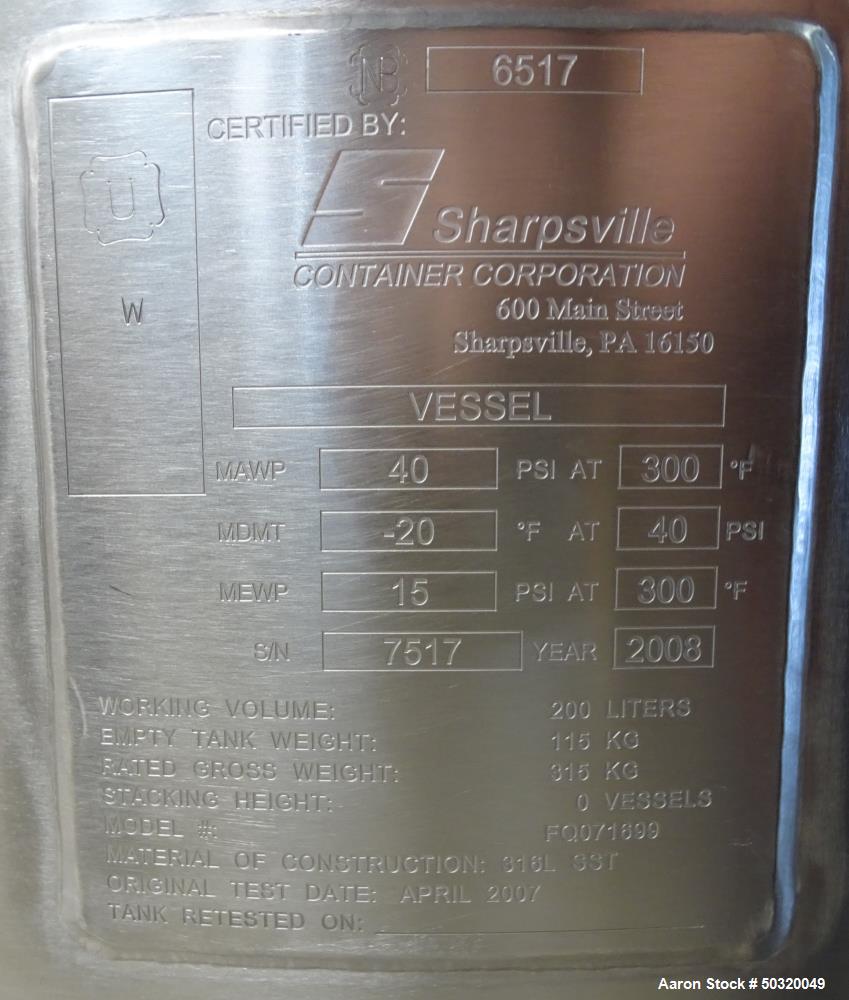 NB 6517
CERTIFIED BY:
U
W
S Sharpsville
CONTAINER CORPORATION
600 Main Street
Sharpsville, PA 16150
VESSEL
MAWP 40 PSI AT 300 °F
MDMT -20 °F AT 40 PSI
MEWP 15 PSI AT 300 °F
S/N 7517 YEAR 2008
WORKING VOLUME: 200 LITERS
EMPTY TANK WEIGHT: 115 KG
RATED GROSS WEIGHT: 315 KG
STACKING HEIGHT: 0 VESSELS
MODEL #: FQ071699
MATERIAL OF CONSTRUCTION: 316L SST
ORIGINAL TEST DATE: APRIL 2007
TANK RETESTED ON:
Aaron Stock # 50320049